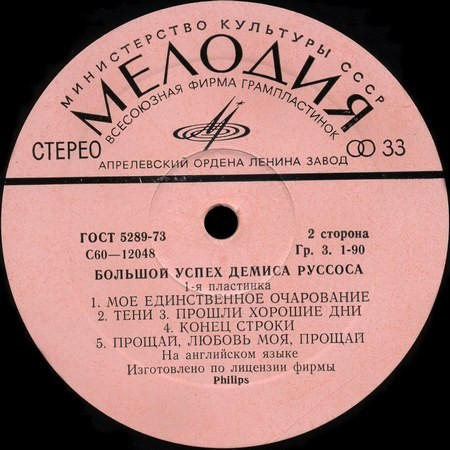 МИНИСТЕРСТВО КУЛЬТУРЫ СССР
МЕЛОДИЯ
ВСЕСОЮЗНАЯ ФИРМА ГРАМПЛАСТИНОК
СТЕРЕО
33
АПРЕЛЕВСКИЙ ОРДЕНА ЛЕНИНА ЗАВОД
ГОСТ 5289-73 2 сторона
С60—12048 Гр. 3. 1-90
БОЛЬШОЙ УСПЕХ ДЕМИСА РУССОСА
1-я пластинка
1. МОЕ ЕДИНСТВЕННОЕ ОЧАРОВАНИЕ
2. ТЕНИ 3. ПРОШЛИ ХОРОШИЕ ДНИ
4. КОНЕЦ СТРОКИ
5. ПРОЩАЙ, ЛЮБОВЬ МОЯ, ПРОЩАЙ
На английском языке
Изготовлено по лицензии фирмы
Philips